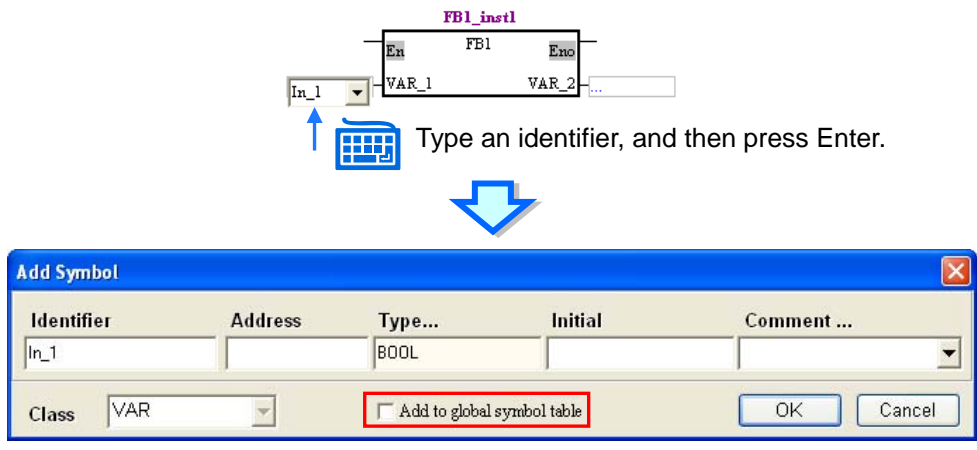 FB1_inst1
En FB1 Eno
In_1 VAR_1 VAR_2 ...
Type an identifier, and then press Enter.
Add Symbol
Identifier Address Type... Initial Comment ...
In_1 BOOL
Class VAR Add to global symbol table OK Cancel